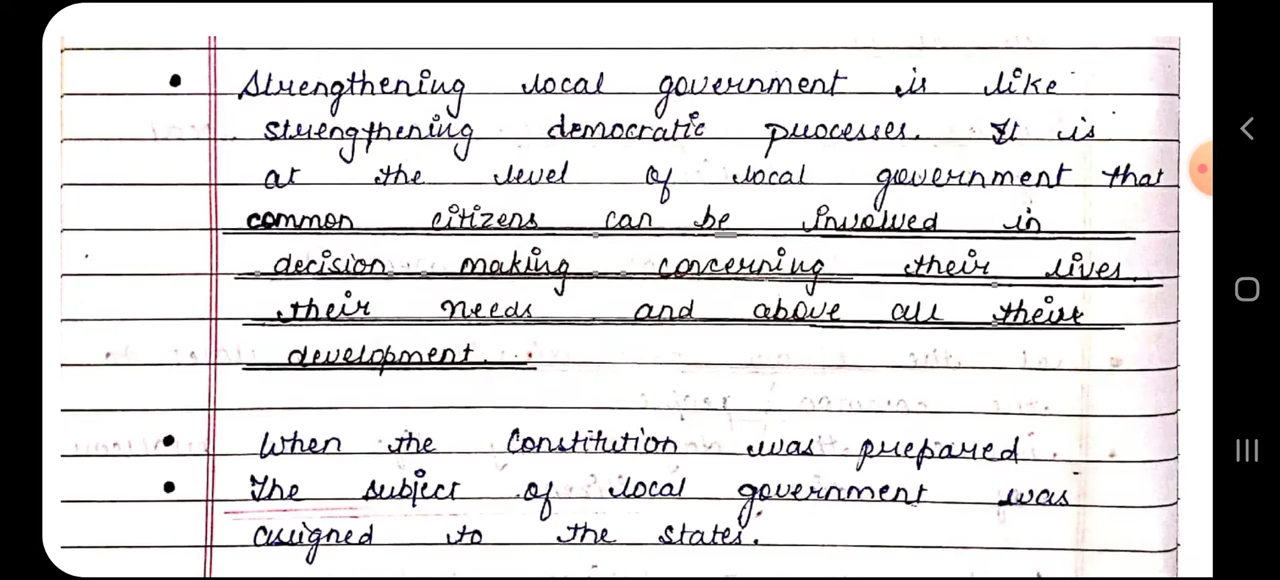 • Strengthening local government is like
strengthening democratic processes. It is
at the level of local government that
common citizens can be involved in
decision making concerning their lives
their needs and above all their
development.
• When the Constitution was prepared
• The subject of local government was
assigned to the states.